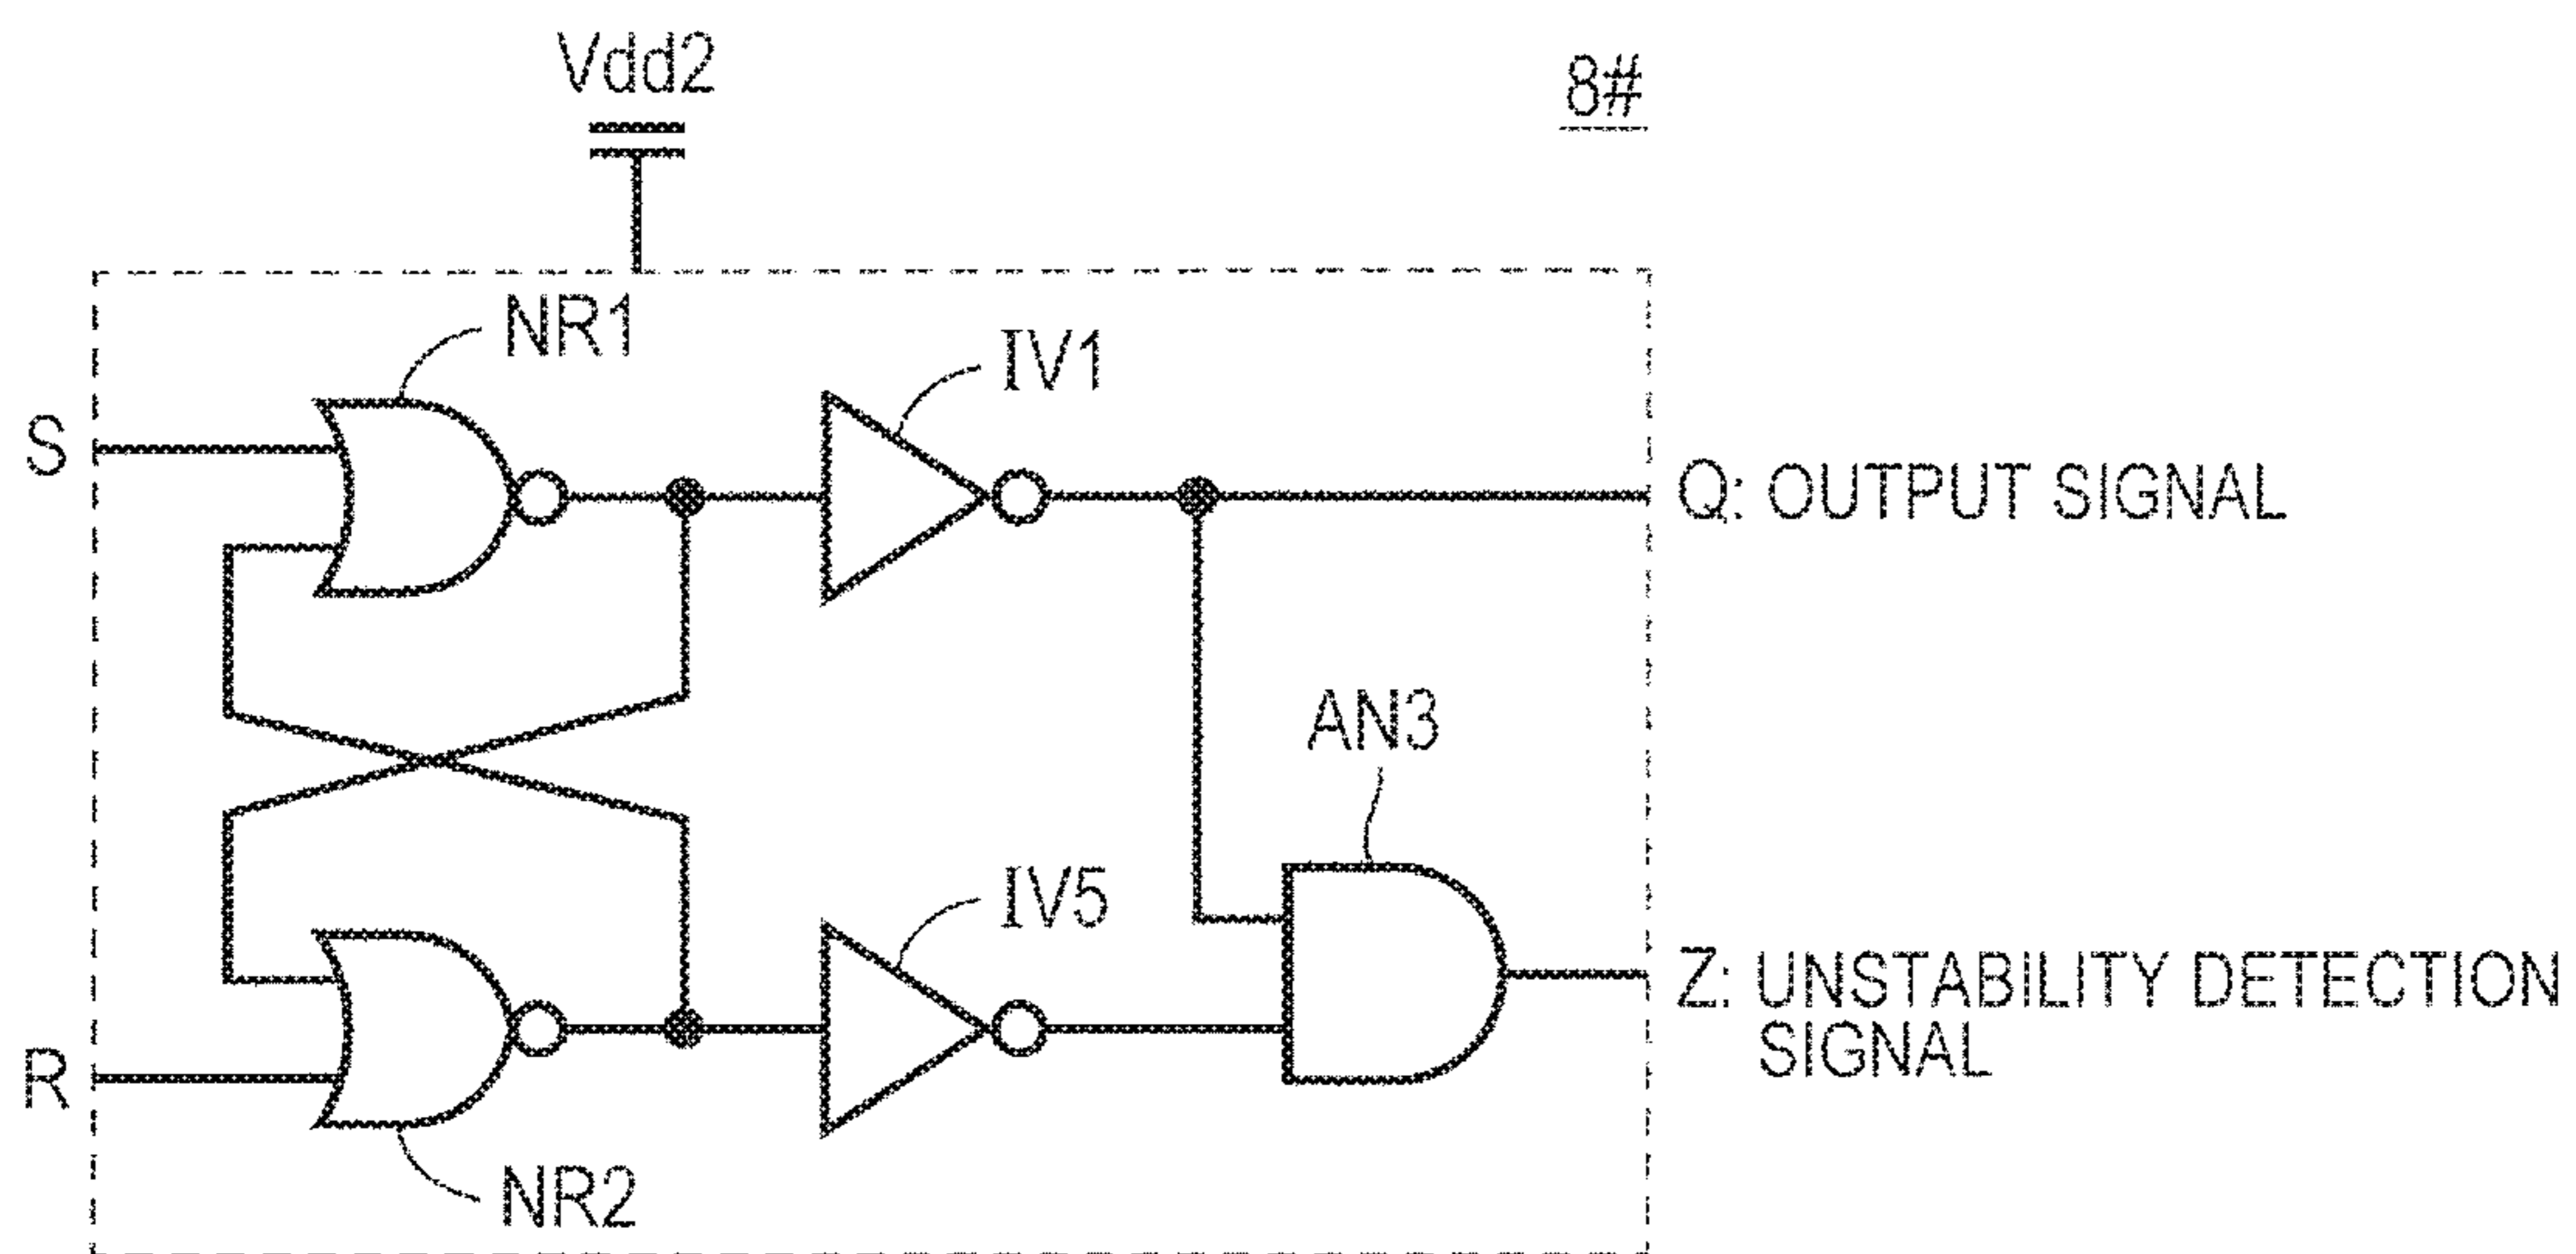 Vdd2
8#
NR1
IV1
S
Q: OUTPUT SIGNAL
AN3
IV5
Z: UNSTABILITY DETECTION
SIGNAL
R
NR2